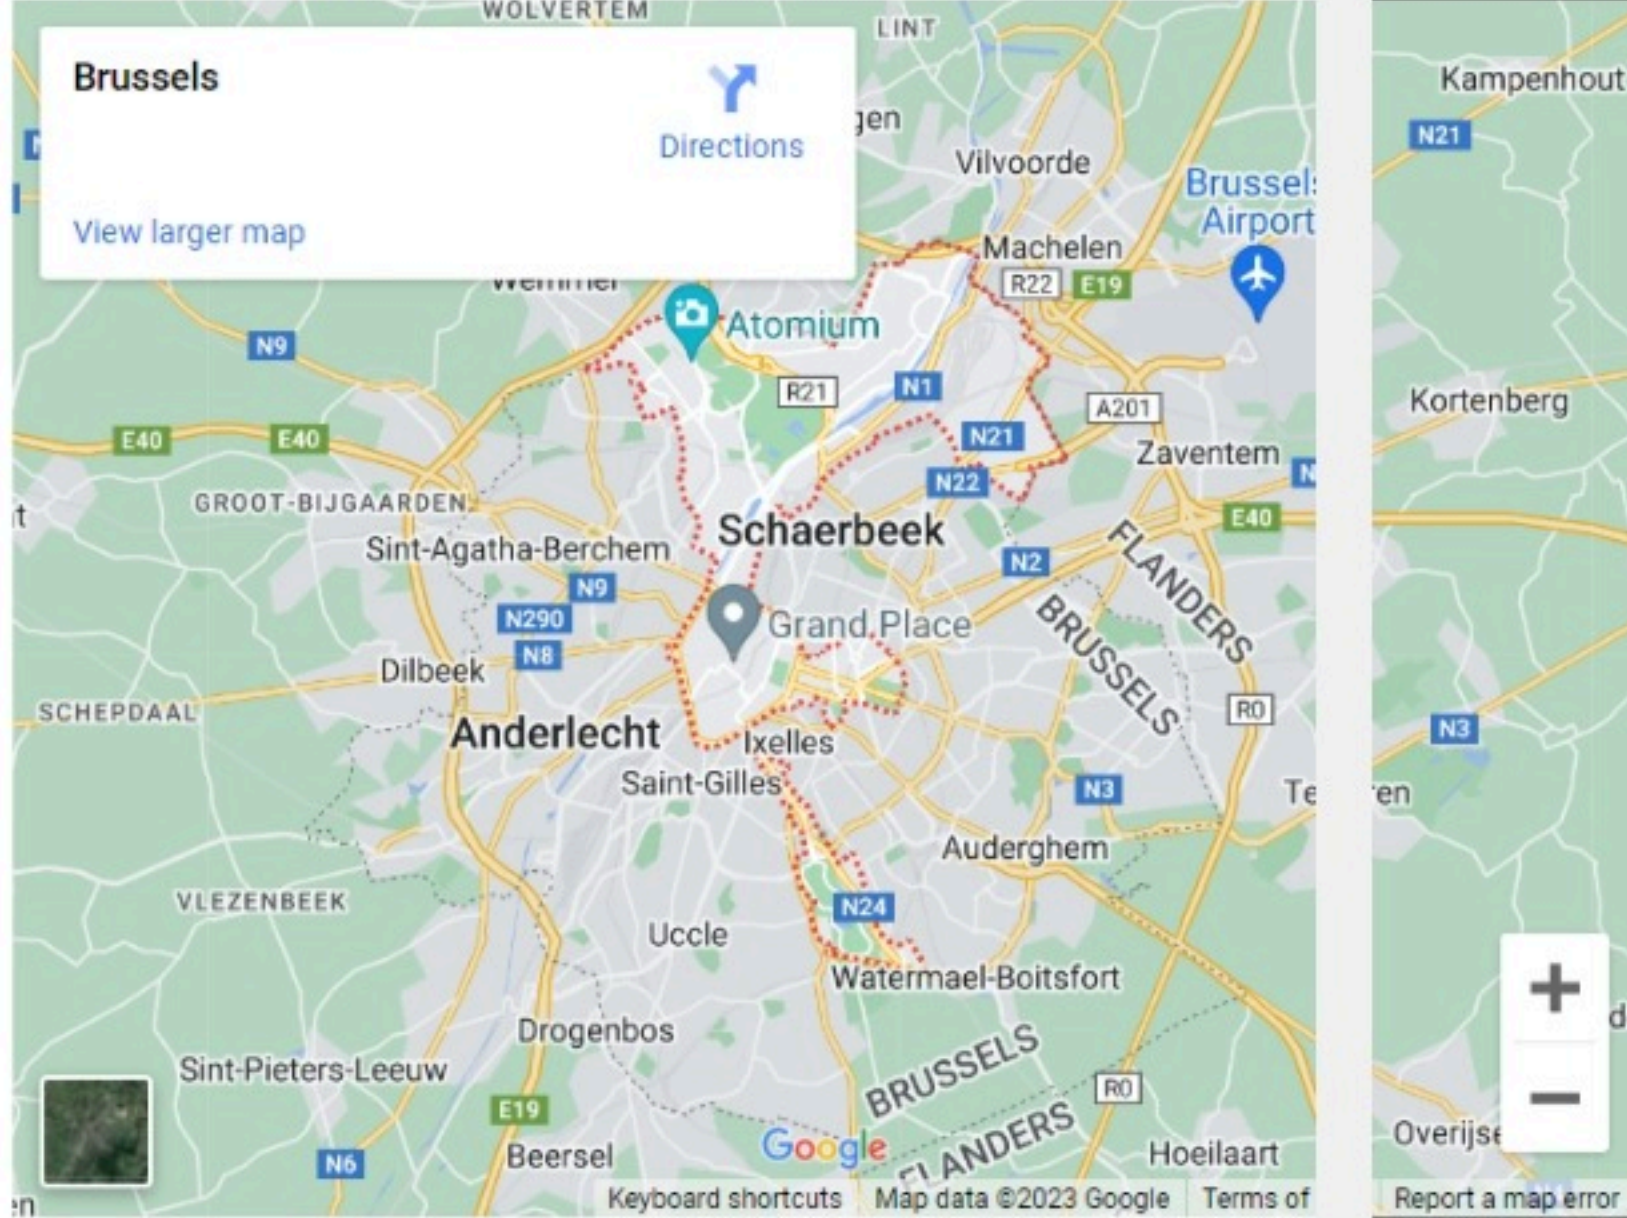 WOLVERTEM
LINT
Brussels
Directions
View larger map
Kampenhout
N21
Vilvoorde
Brussels
Airport
Machelen
R22
E19
Wemmel
Atomium
N9
R21
N1
A201
Kortenberg
E40
E40
N21
Zaventem
N22
GROOT-BIJGAARDEN
E40
Schaerbeek
FLANDERS
Sint-Agatha-Berchem
N2
N9
N290
Grand Place
BRUSSELS
N8
Dilbeek
SCHEPDAAL
R0
Anderlecht
N3
Ixelles
Saint-Gilles
N3
Auderghem
VLEZENBEEK
N24
Uccle
Watermael-Boitsfort
+
Drogenbos
BRUSSELS
Sint-Pieters-Leeuw
R0
−
E19
FLANDERS
Overijse
Google
Beersel
Hoeilaart
N6
Keyboard shortcuts
Map data ©2023 Google
Terms of
Report a map error